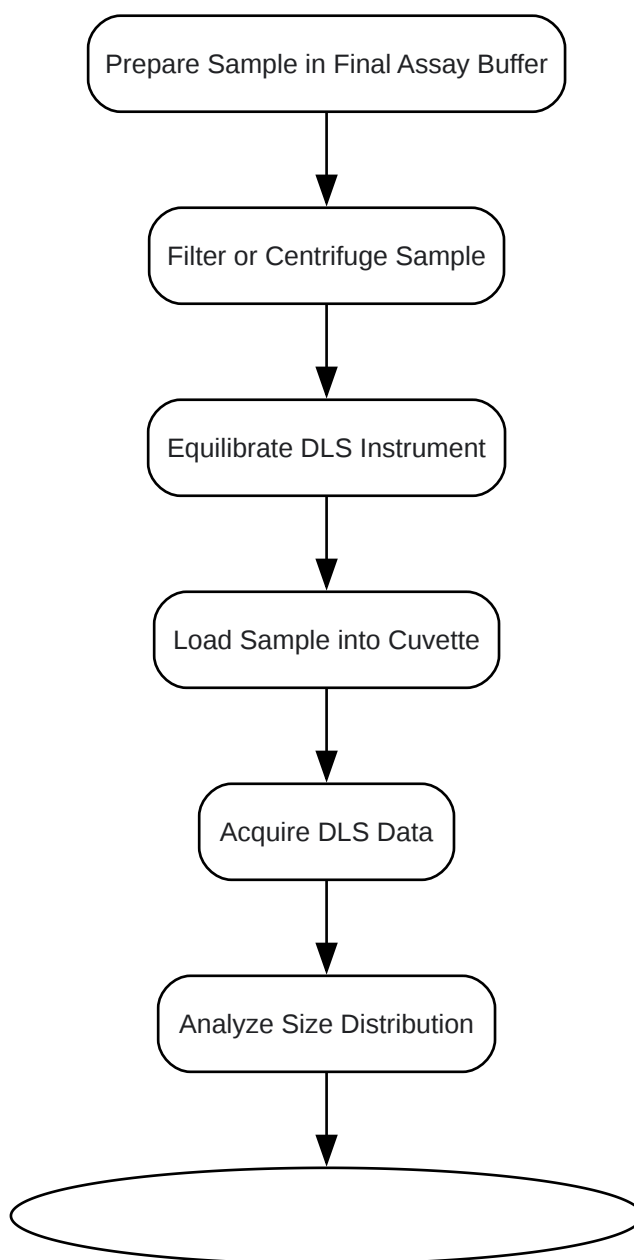 Prepare Sample in Final Assay Buffer
Filter or Centrifuge Sample
Equilibrate DLS Instrument
Load Sample into Cuvette
Acquire DLS Data
Analyze Size Distribution